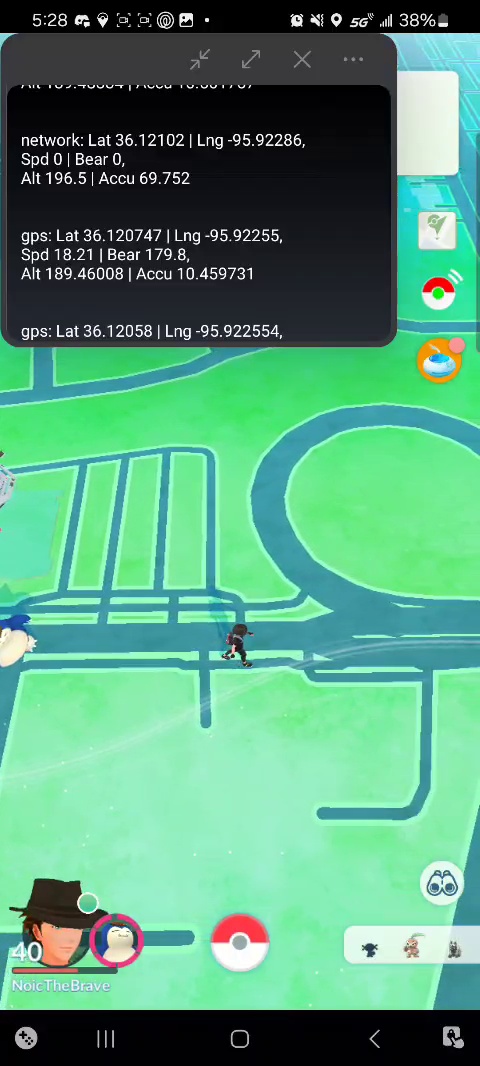 5:28
5G
38%
network: Lat 36.12102 | Lng -95.92286,
Spd 0 | Bear 0,
Alt 196.5 | Accu 69.752
gps: Lat 36.120747 | Lng -95.92255,
Spd 18.21 | Bear 179.8,
Alt 189.46008 | Accu 10.459731
gps: Lat 36.12058 | Lng -95.922554,
40
NoicTheBrave